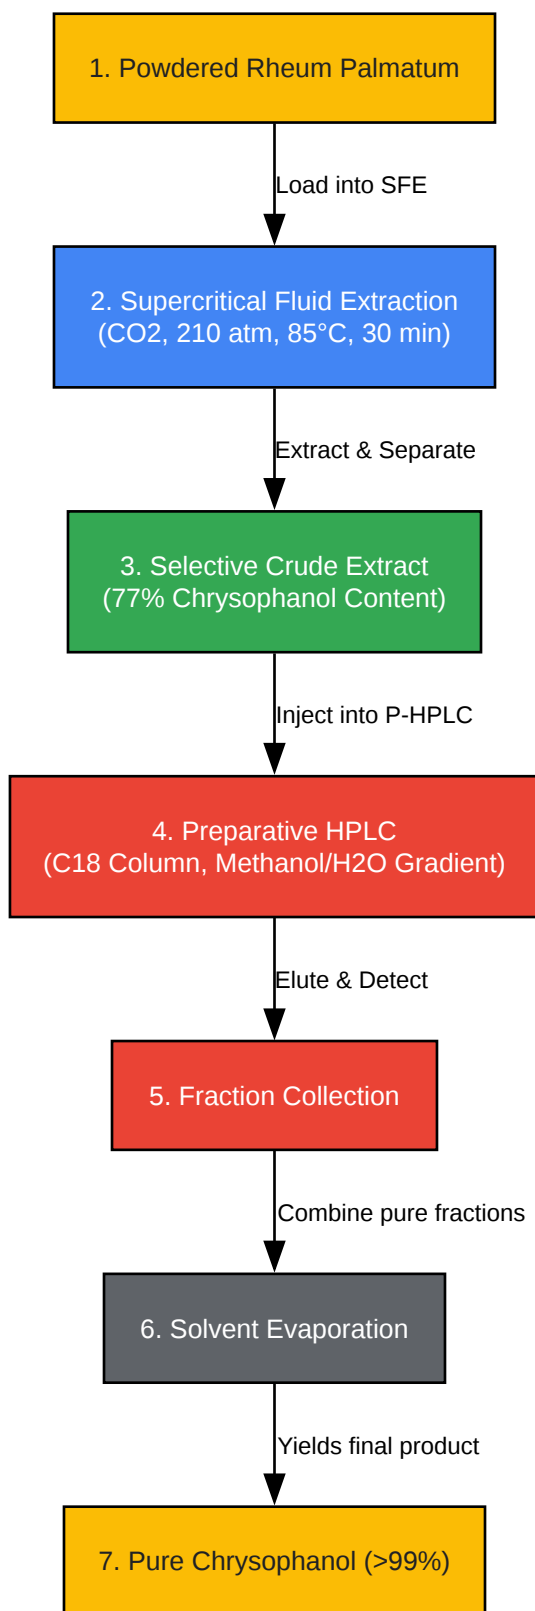 1. Powdered Rheum Palmatum
Load into SFE
2. Supercritical Fluid Extraction
(CO2, 210 atm, 85°C, 30 min)
Extract & Separate
3. Selective Crude Extract
(77% Chrysophanol Content)
Inject into P-HPLC
4. Preparative HPLC
(C18 Column, Methanol/H2O Gradient)
Elute & Detect
5. Fraction Collection
Combine pure fractions
6. Solvent Evaporation
Yields final product
7. Pure Chrysophanol (>99%)